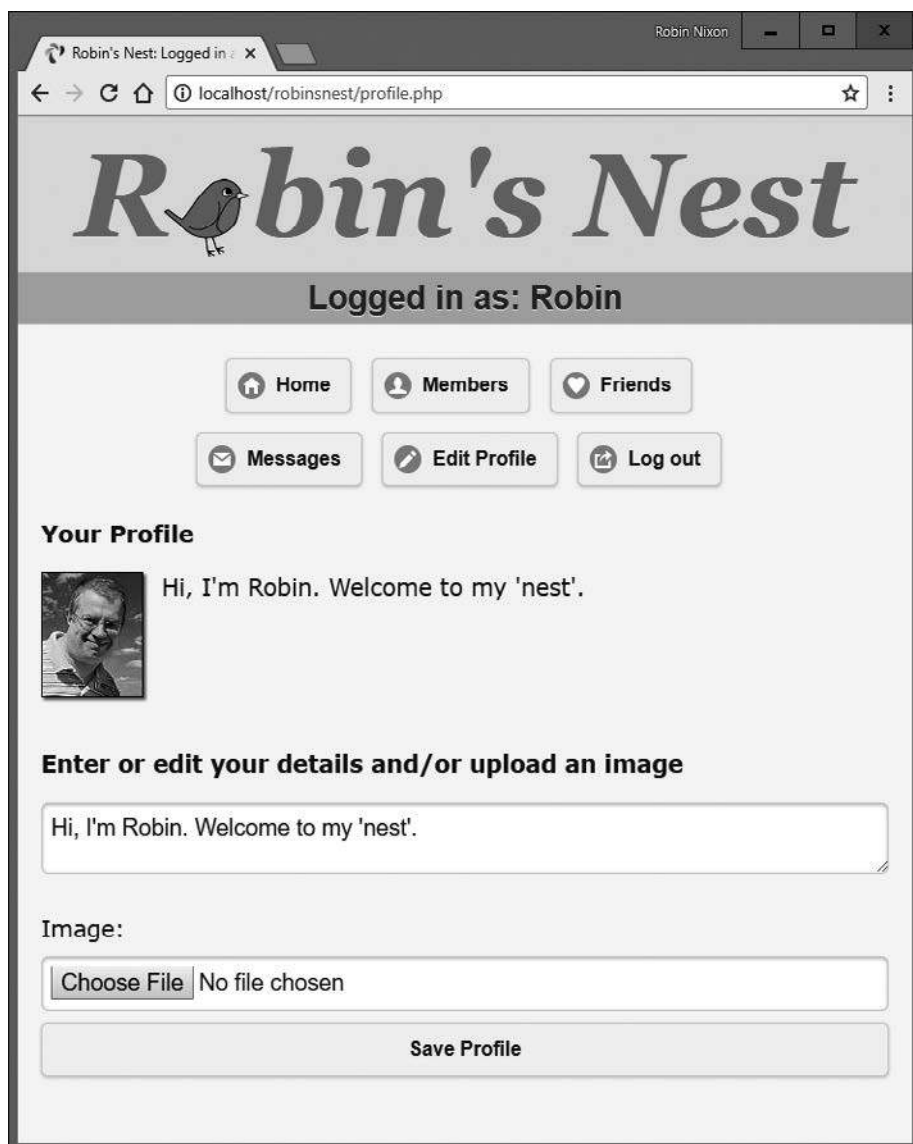 Robin Nixon
Robin's Nest: Logged in a
localhost/robinsnest/profile.php
Robin's Nest
Logged in as: Robin
Home Members Friends
Messages Edit Profile Log out
Your Profile
Hi, I'm Robin. Welcome to my 'nest'.
Enter or edit your details and/or upload an image
Hi, I'm Robin. Welcome to my 'nest'.
Image:
Choose File No file chosen
Save Profile